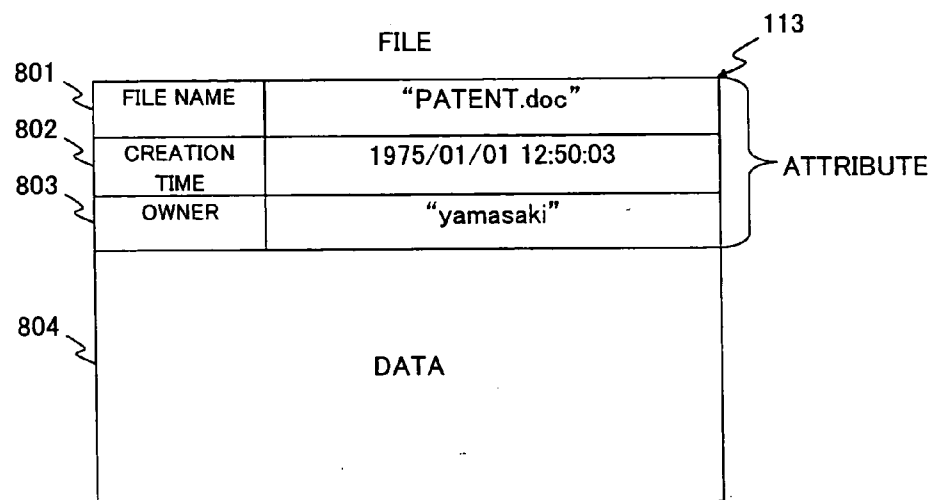 FILE
113
801
FILE NAME
“PATENT.doc”
802
CREATION
TIME
1975/01/01 12:50:03
ATTRIBUTE
803
OWNER
“yamasaki”
804
DATA